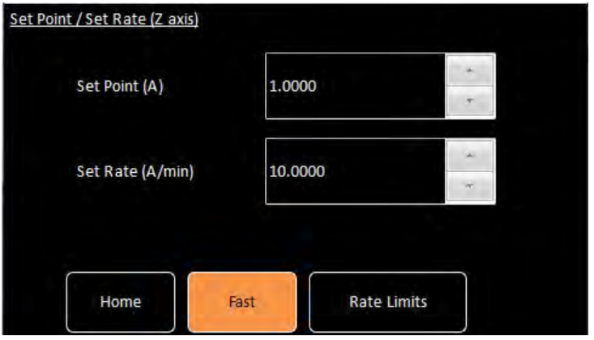 Set Point / Set Rate (Z axis)
Set Point (A)
1.0000
Set Rate (A/min)
10.0000
Home
Fast
Rate Limits